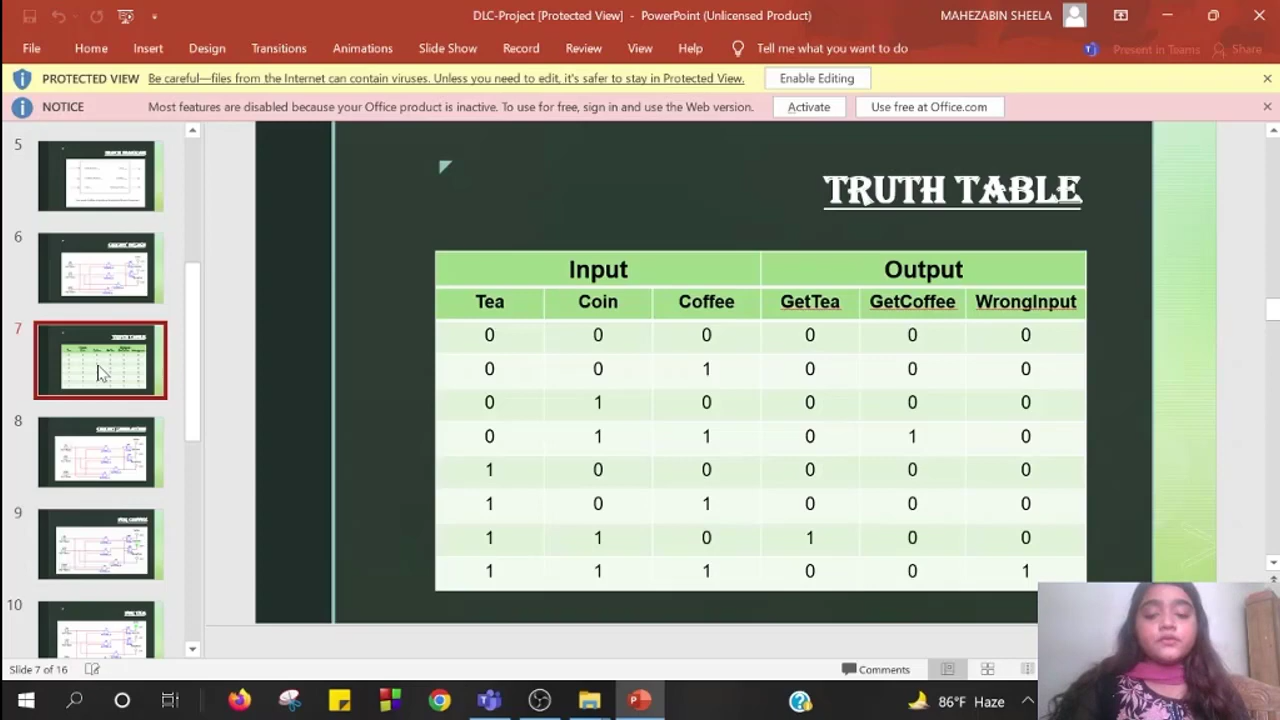 DLC-Project [Protected View] - PowerPoint (Unlicensed Product)
MAHEZABIN SHEELA
File Home Insert Design Transitions Animations Slide Show Record Review View Help Tell me what you want to do Present in Teams Share
PROTECTED VIEW Be careful—files from the Internet can contain viruses. Unless you need to edit, it's safer to stay in Protected View. Enable Editing
NOTICE Most features are disabled because your Office product is inactive. To use for free, sign in and use the Web version. Activate Use free at Office.com
5
6
7
8
9
10
TRUTH TABLE
Input Output
Tea Coin Coffee GetTea GetCoffee WrongInput
0 0 0 0 0 0
0 0 1 0 0 0
0 1 0 0 0 0
0 1 1 0 1 0
1 0 0 0 0 0
1 0 1 0 0 0
1 1 0 1 0 0
1 1 1 0 0 1
Slide 7 of 16
Comments
86°F Haze